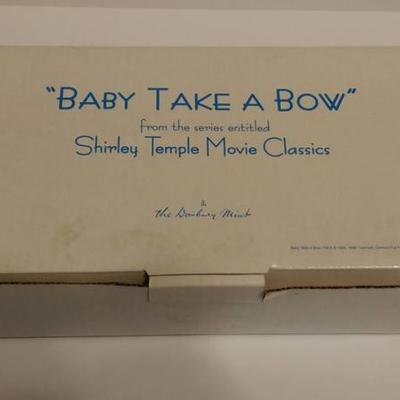 "BABY TAKE A BOW"
from the series entitled
Shirley Temple Movie Classics
the Danbury Mint